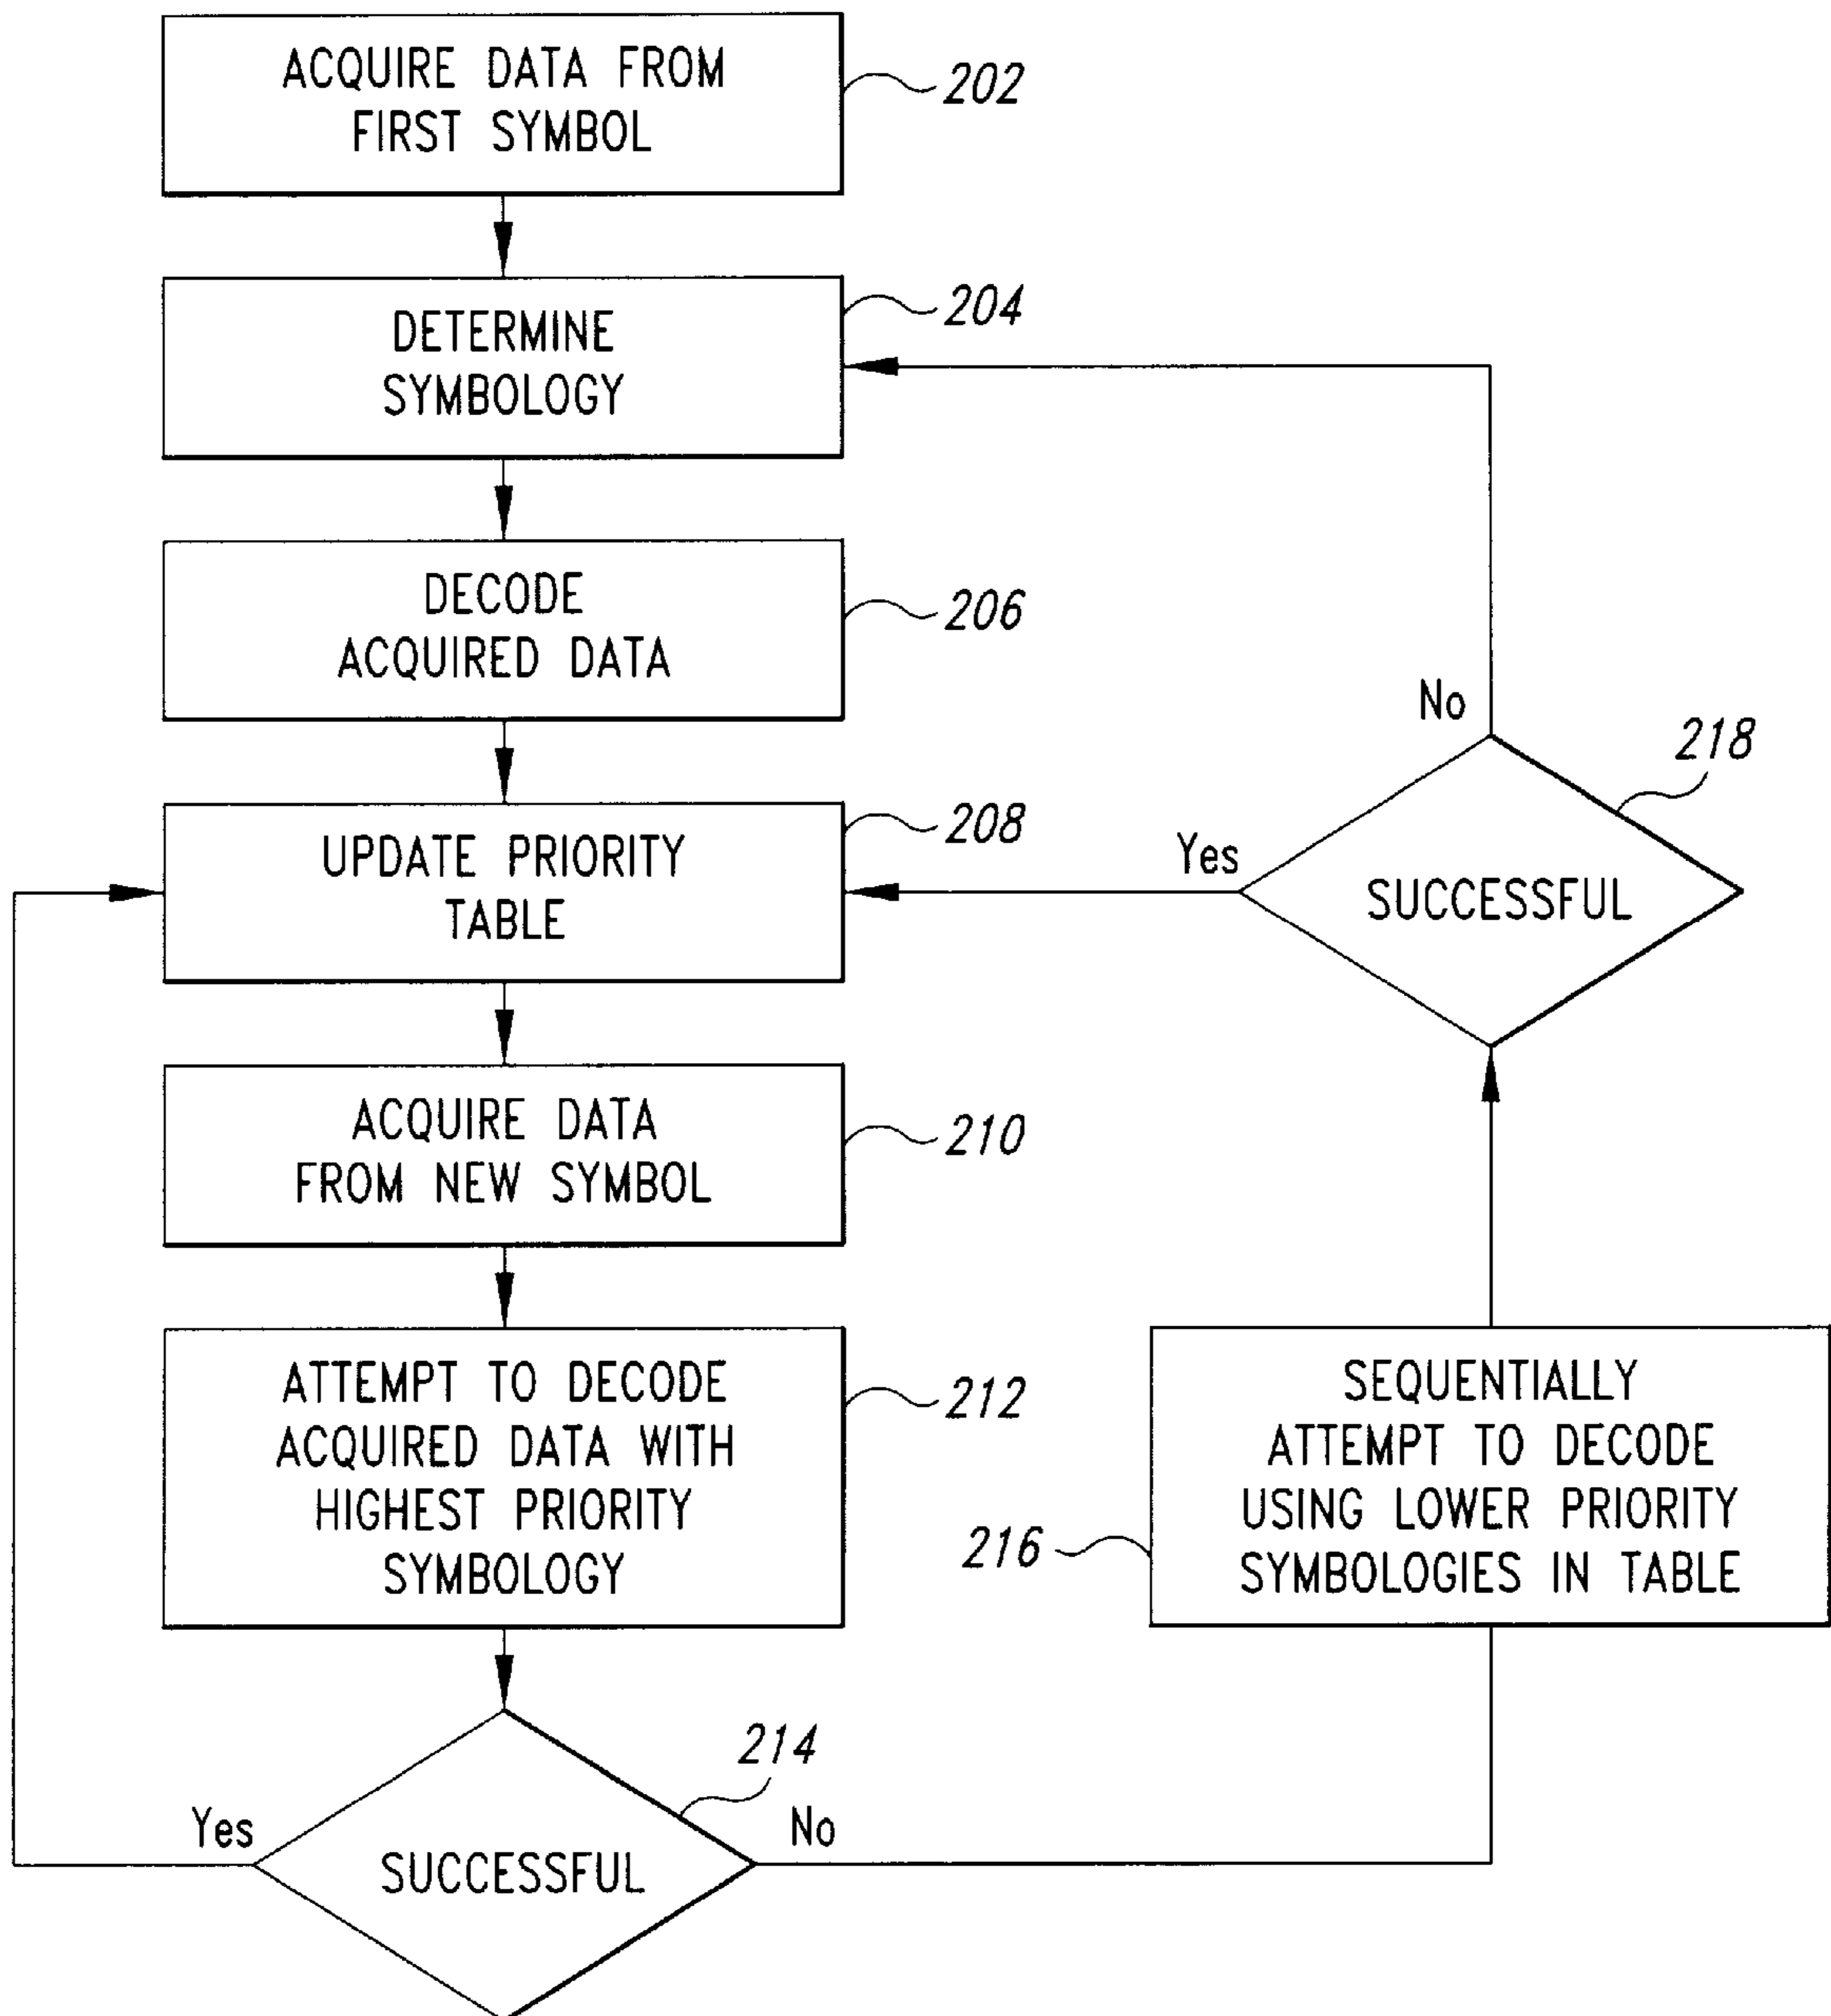 ACQUIRE DATA FROM
FIRST SYMBOL
202
DETERMINE
SYMBOLOGY
204
DECODE
ACQUIRED DATA
206
No
218
UPDATE PRIORITY
TABLE
208
Yes
SUCCESSFUL
ACQUIRE DATA
FROM NEW SYMBOL
210
ATTEMPT TO DECODE
ACQUIRED DATA WITH
HIGHEST PRIORITY
SYMBOLOGY
212
SEQUENTIALLY
ATTEMPT TO DECODE
USING LOWER PRIORITY
SYMBOLOGIES IN TABLE
216
214
Yes
SUCCESSFUL
No